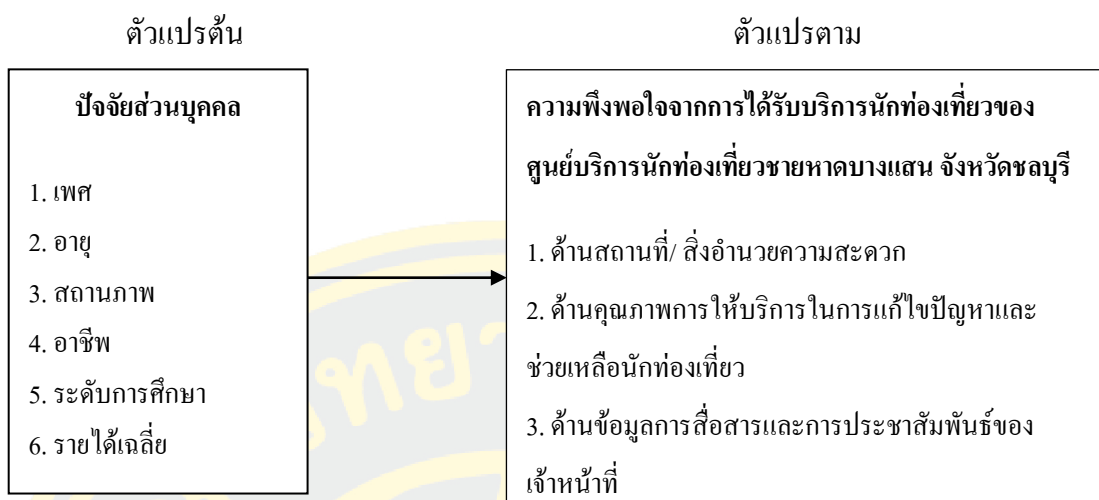 ตัวแปรต้น
ตัวแปรตาม
ปัจจัยส่วนบุคคล
1. เพศ
2. อายุ
3. สถานภาพ
4. อาชีพ
5. ระดับการศึกษา
6. รายได้เฉลี่ย
ความพึงพอใจจากการได้รับบริการนักท่องเที่ยวของ
ศูนย์บริการนักท่องเที่ยวชายหาดบางแสน จังหวัดชลบุรี
1. ด้านสถานที่/ สิ่งอำนวยความสะดวก
2. ด้านคุณภาพการให้บริการในการแก้ไขปัญหาและ
ช่วยเหลือนักท่องเที่ยว
3. ด้านข้อมูลการสื่อสารและการประชาสัมพันธ์ของ
เจ้าหน้าที่